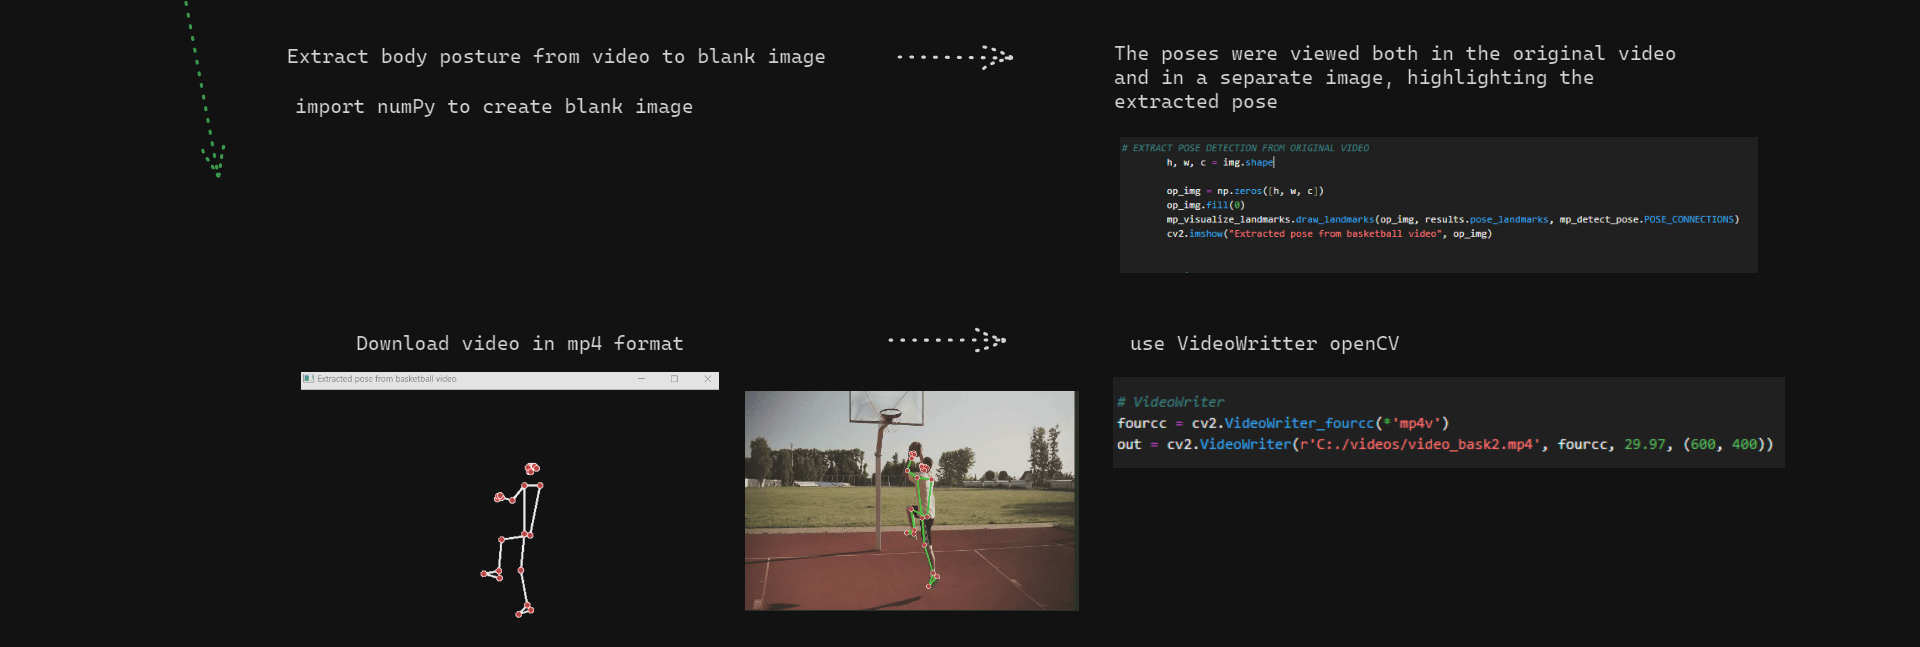 Extract body posture from video to blank image
import numPy to create blank image
The poses were viewed both in the original video
and in a separate image, highlighting the
extracted pose
# EXTRACT POSE DETECTION FROM ORIGINAL VIDEO
h, w, c = img.shape
op_img = np.zeros([h, w, c])
op_img.fill(0)
mp_visualize_landmarks.draw_landmarks(op_img, results.pose_landmarks, mp_detect_pose.POSE_CONNECTIONS)
cv2.imshow("Extracted pose from basketball video", op_img)
Download video in mp4 format
Extracted pose from basketball video
use VideoWritter openCV
# VideoWriter
fourcc = cv2.VideoWriter_fourcc(*'mp4v')
out = cv2.VideoWriter(r'C:./videos/video_bask2.mp4', fourcc, 29.97, (600, 400))